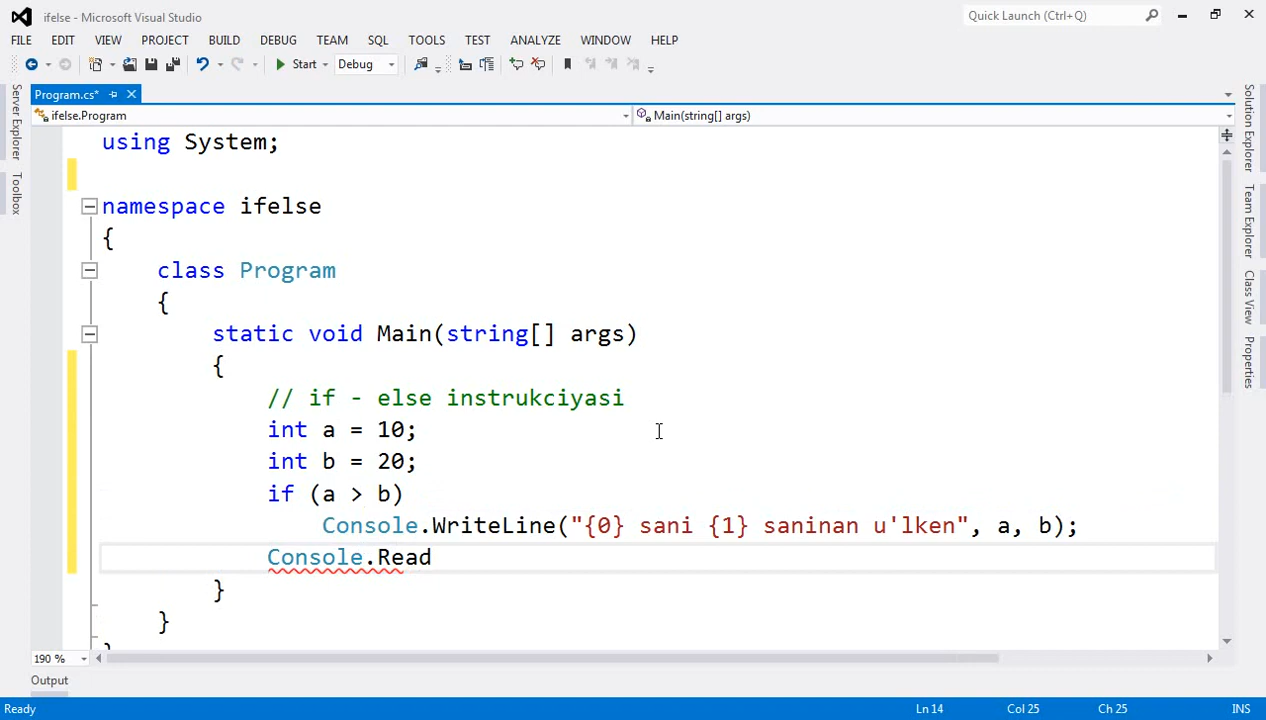 ifelse - Microsoft Visual Studio
Quick Launch (Ctrl+Q)
FILE EDIT VIEW PROJECT BUILD DEBUG TEAM SQL TOOLS TEST ANALYZE WINDOW HELP
Start Debug
Program.cs*
ifelse.Program Main(string[] args)
Server Explorer
Toolbox
Solution Explorer
Team Explorer
Class View
Properties
using System;
namespace ifelse
{
class Program
{
static void Main(string[] args)
{
// if - else instrukciyasi
int a = 10;
int b = 20;
if (a > b)
Console.WriteLine("{0} sani {1} saninan u'lken", a, b);
Console.Read
}
}
190 %
Output
Ready Ln 14 Col 25 Ch 25 INS